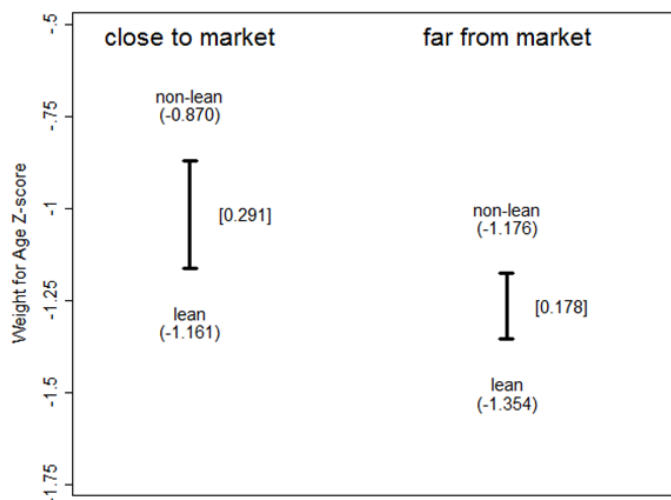 close to market
far from market
non-lean
(-0.870)
[0.291]
lean
(-1.161)
non-lean
(-1.176)
[0.178]
lean
(-1.354)
Weight for Age Z-score
-.5
-.75
-1
-1.25
-1.5
-1.75